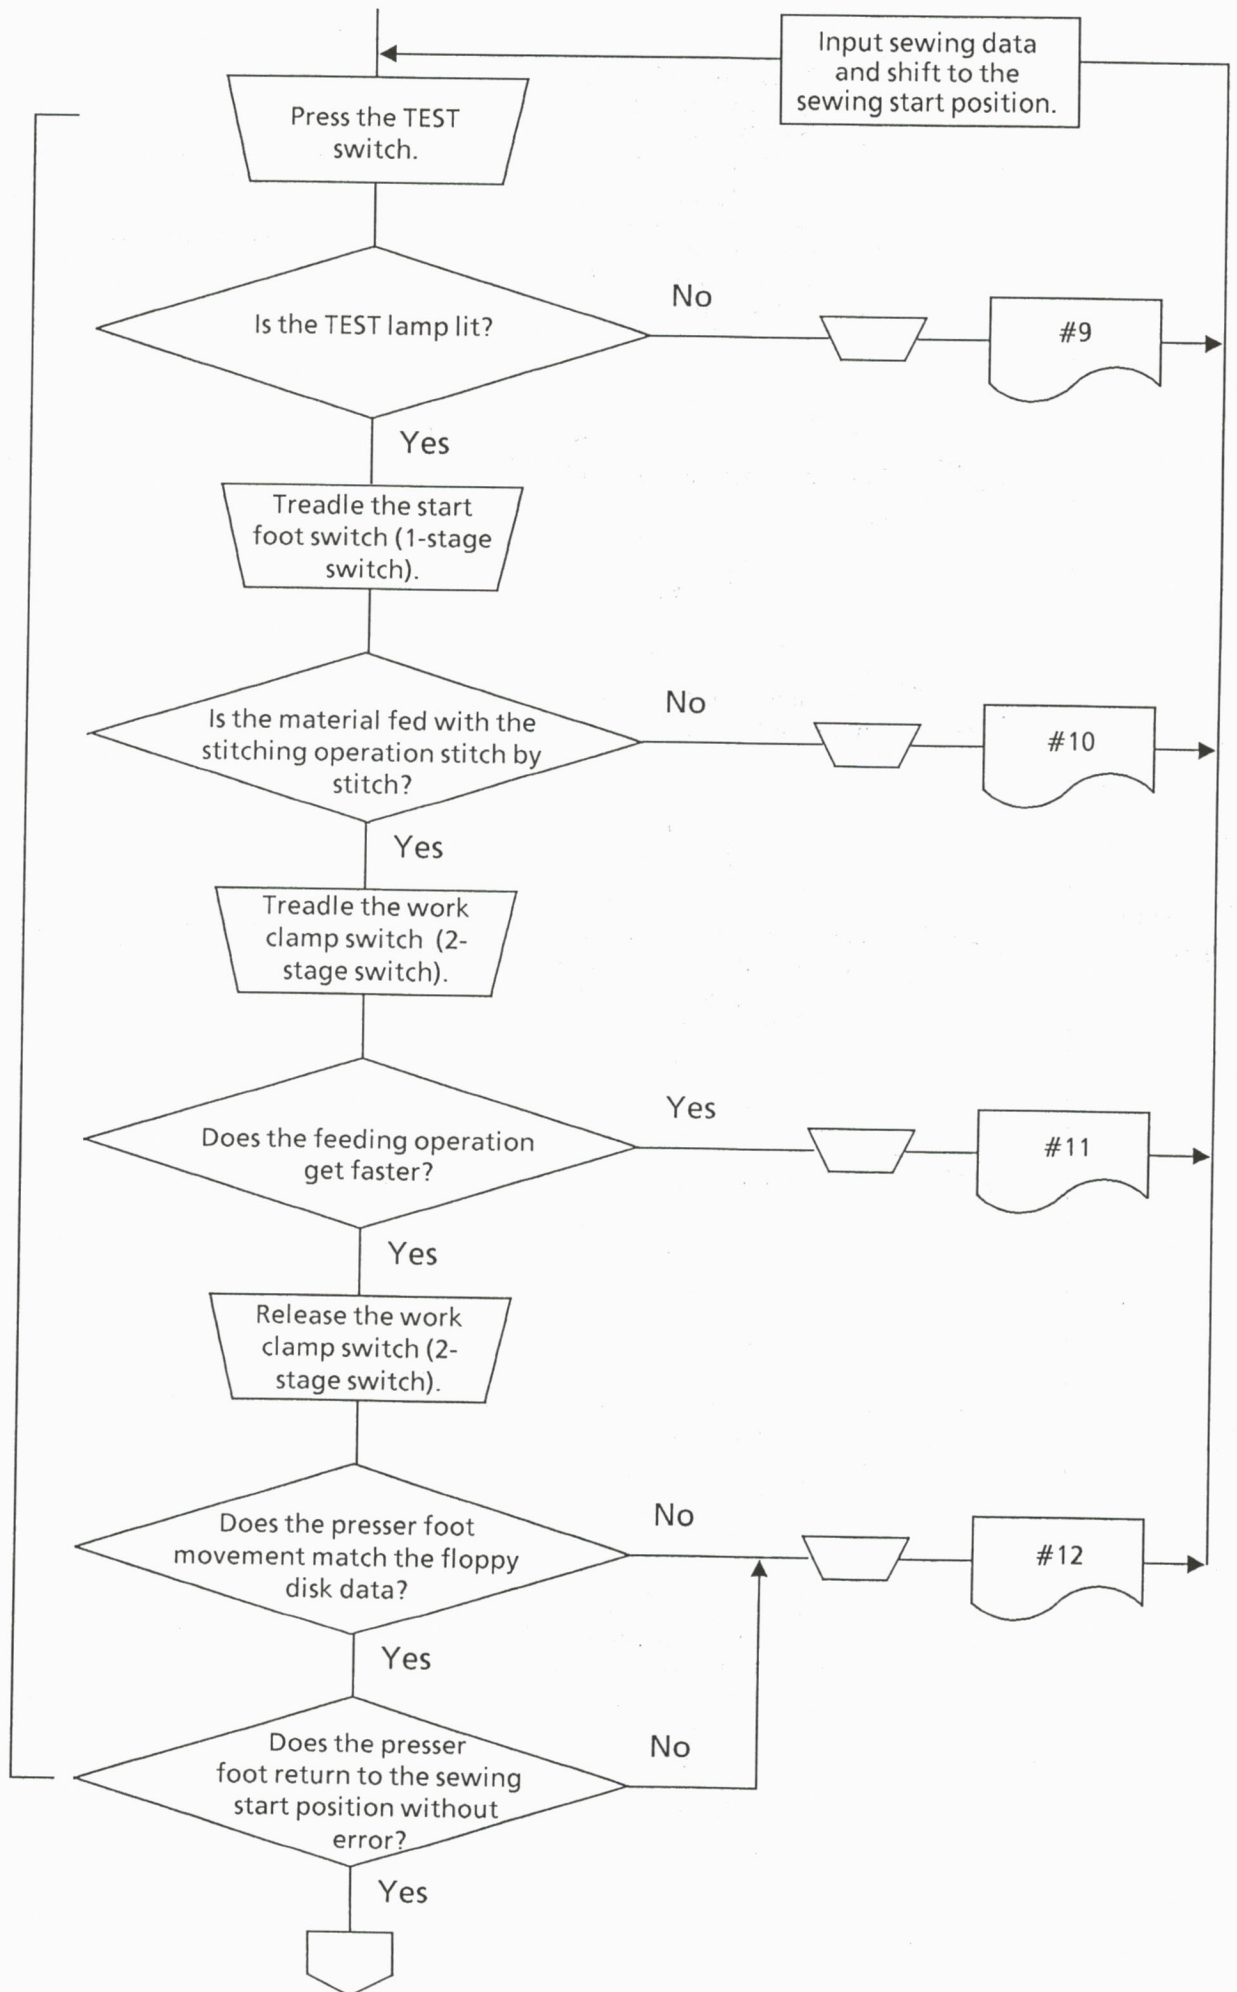 Input sewing data
and shift to the
sewing start position.
Press the TEST
switch.
Is the TEST lamp lit?
No
#9
Yes
Treadle the start
foot switch (1-stage
switch).
Is the material fed with the
stitching operation stitch by
stitch?
No
#10
Yes
Treadle the work
clamp switch (2-
stage switch).
Does the feeding operation
get faster?
Yes
#11
Yes
Release the work
clamp switch (2-
stage switch).
Does the presser foot
movement match the floppy
disk data?
No
#12
Yes
Does the presser
foot return to the sewing
start position without
error?
No
Yes